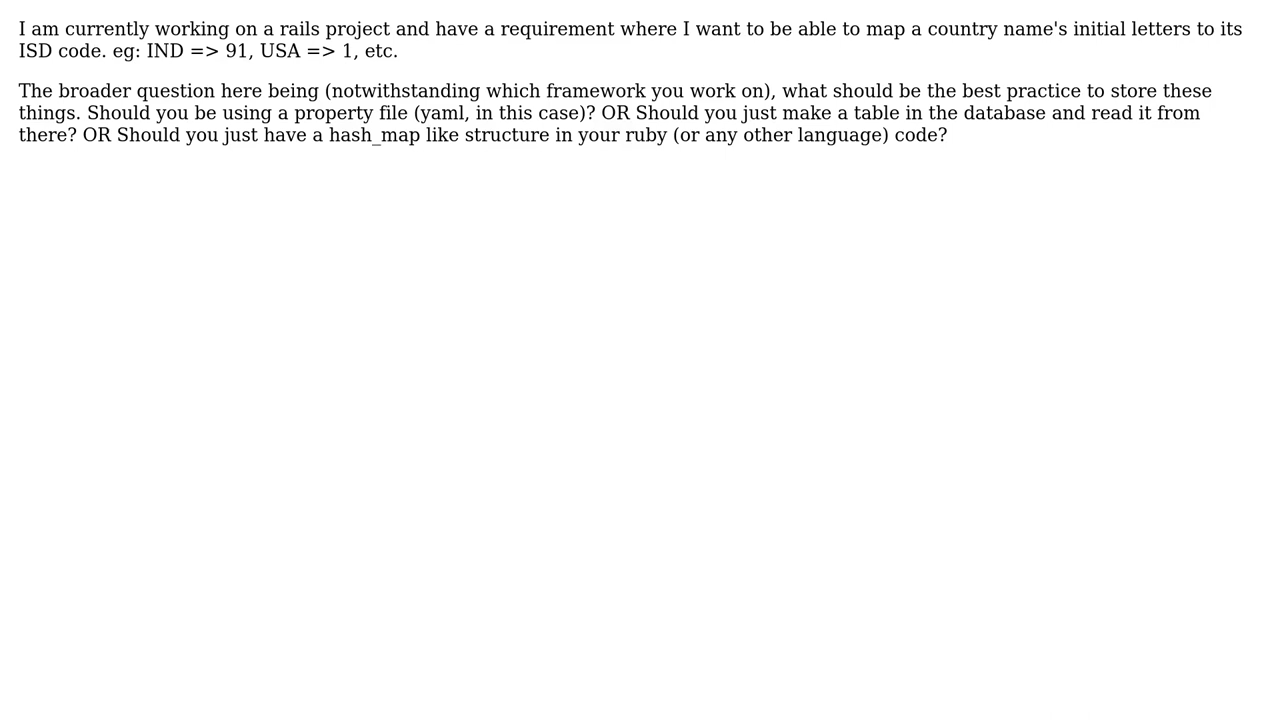 I am currently working on a rails project and have a requirement where I want to be able to map a country name's initial letters to its
ISD code. eg: IND => 91, USA => 1, etc.
The broader question here being (notwithstanding which framework you work on), what should be the best practice to store these
things. Should you be using a property file (yaml, in this case)? OR Should you just make a table in the database and read it from
there? OR Should you just have a hash_map like structure in your ruby (or any other language) code?